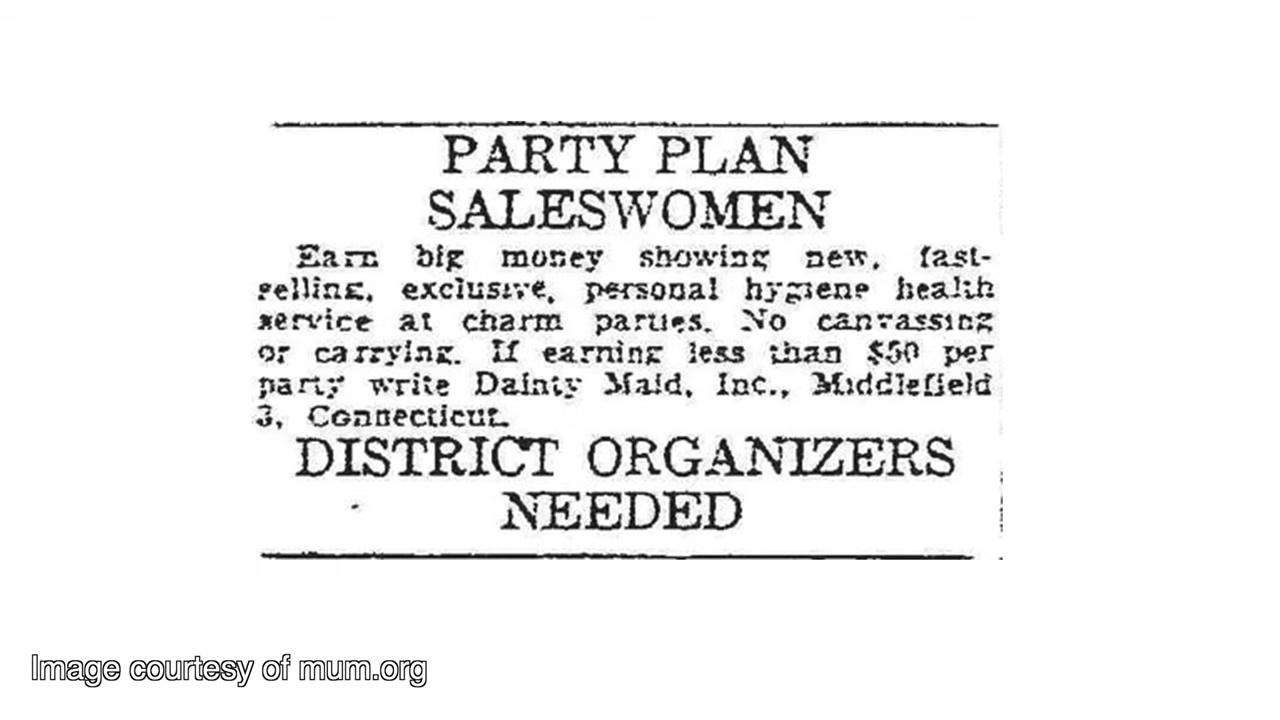 PARTY PLAN
SALESWOMEN
Earn big money showing new, fast-
selling, exclusive, personal hygiene health
service at charm parties. No canvassing
or carrying. If earning less than $50 per
party write Dainty Maid, Inc., Middlefield
3, Connecticut.
DISTRICT ORGANIZERS
NEEDED
Image courtesy of mum.org